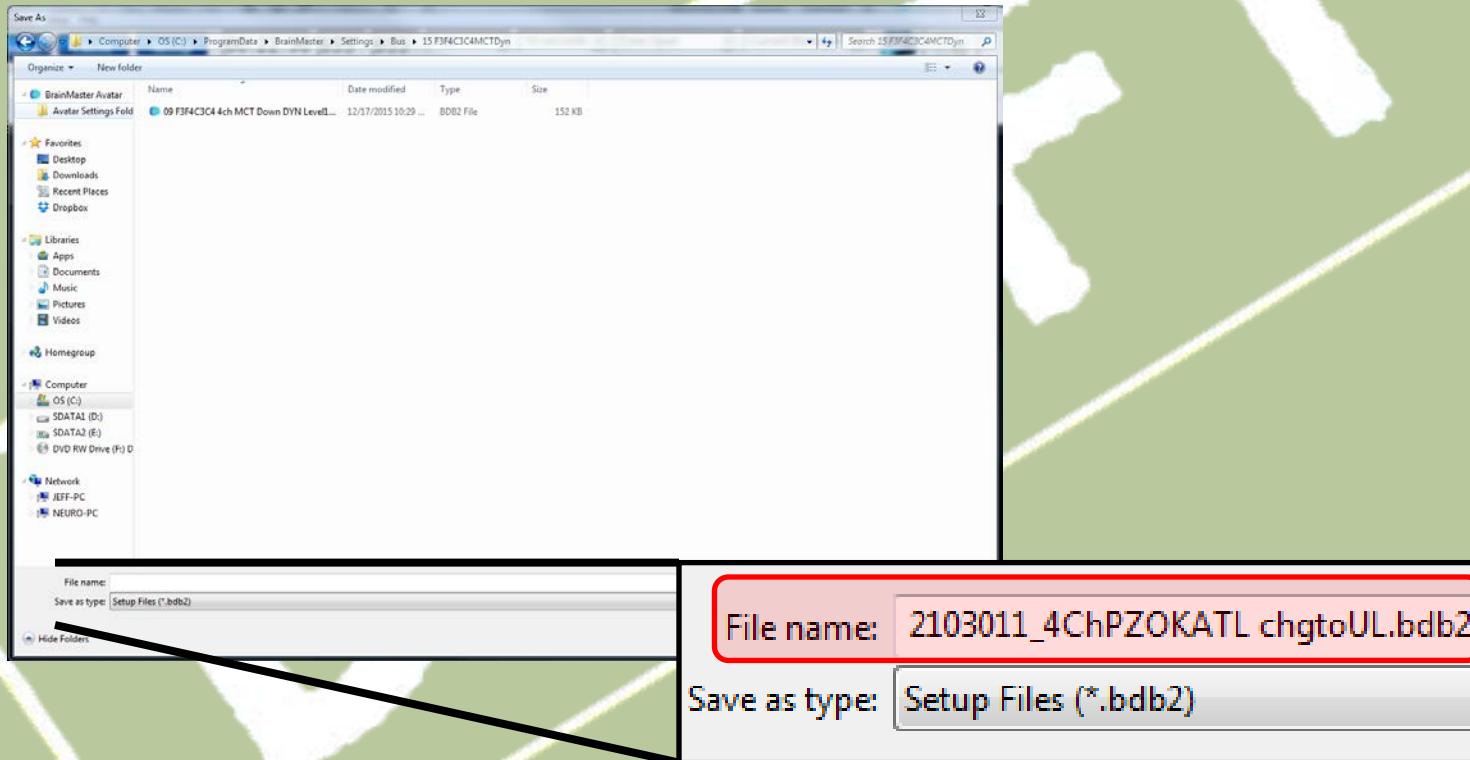 Save As
Computer OS (C:) ProgramData BrainMaster Settings Bus 15 F3F4C3C4MCTDyn Search 15 F3F4C3C4MCTDyn
Organize New folder
BrainMaster Avatar Name Date modified Type Size
Avatar Settings Fold 09 F3F4C3C4 4ch MCT Down DYN Level1... 12/17/2015 10:29 ... BDB2 File 152 KB
Favorites
Desktop
Downloads
Recent Places
Dropbox
Libraries
Apps
Documents
Music
Pictures
Videos
Homegroup
Computer
OS (C:)
SDATA1 (D:)
SDATA2 (E:)
DVD RW Drive (F:) D
Network
JEFF-PC
NEURO-PC
File name:
Save as type: Setup Files (*.bdb2)
Hide Folders
File name: 2103011_4ChPZOKATL chgtoUL.bdb2
Save as type: Setup Files (*.bdb2)